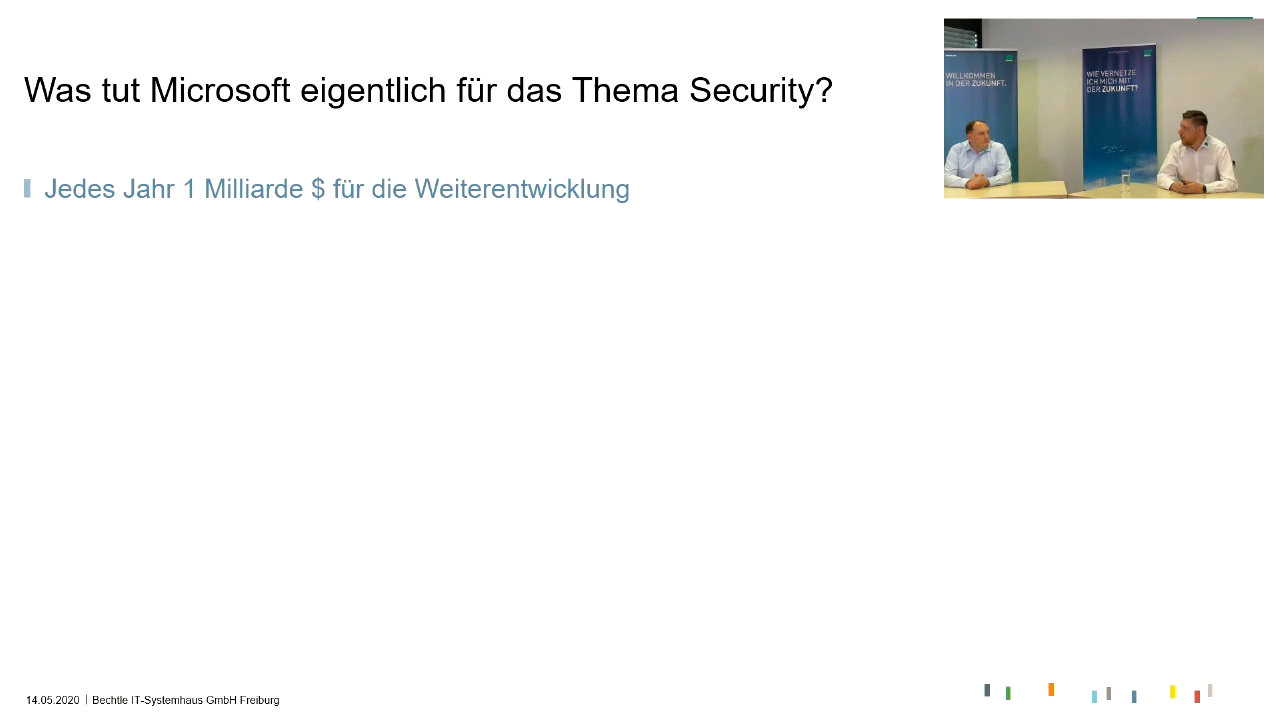 Was tut Microsoft eigentlich für das Thema Security?
Jedes Jahr 1 Milliarde $ für die Weiterentwicklung
WILLKOMMEN
IN DER ZUKUNFT.
WIE VERNETZE
ICH MICH MIT
DER ZUKUNFT?
14.05.2020 | Bechtle IT-Systemhaus GmbH Freiburg